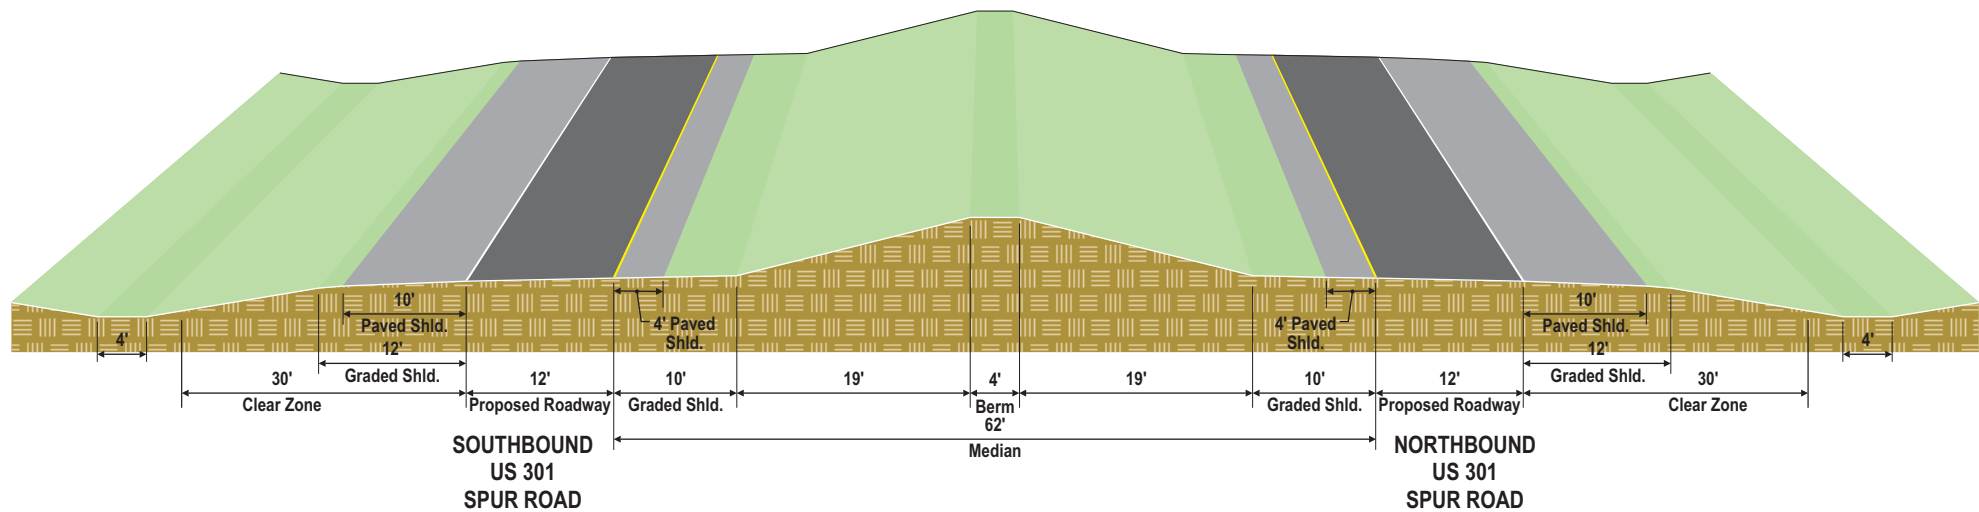 10'
Paved Shld.
4' Paved
Shld.
4' Paved
Shld.
10'
Paved Shld.
4'
12'
Graded Shld.
4'
12'
Graded Shld.
30'
Clear Zone
12'
Proposed Roadway
10'
Graded Shld.
19'
4'
Berm
19'
10'
Graded Shld.
12'
Proposed Roadway
30'
Clear Zone
62'
Median
SOUTHBOUND
US 301
SPUR ROAD
NORTHBOUND
US 301
SPUR ROAD